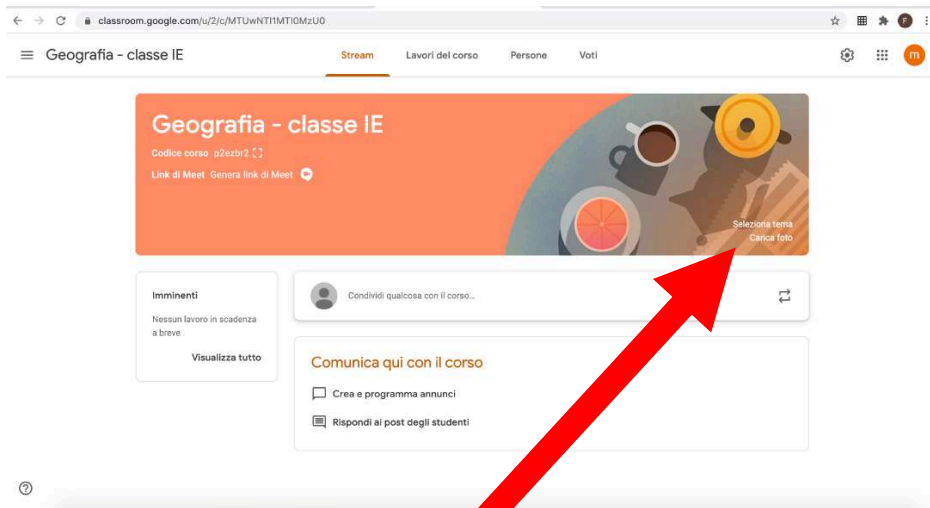 classroom.google.com/u/2/c/MTUwNTI1MTI0MzU0
F
Geografia - classe IE
Stream
Lavori del corso
Persone
Voti
m
Geografia - classe IE
Codice corso p2ezbr2
Link di Meet Genera link di Meet
Seleziona tema
Carica foto
Imminenti
Nessun lavoro in scadenza
a breve
Visualizza tutto
Condividi qualcosa con il corso...
Comunica qui con il corso
Crea e programma annunci
Rispondi ai post degli studenti